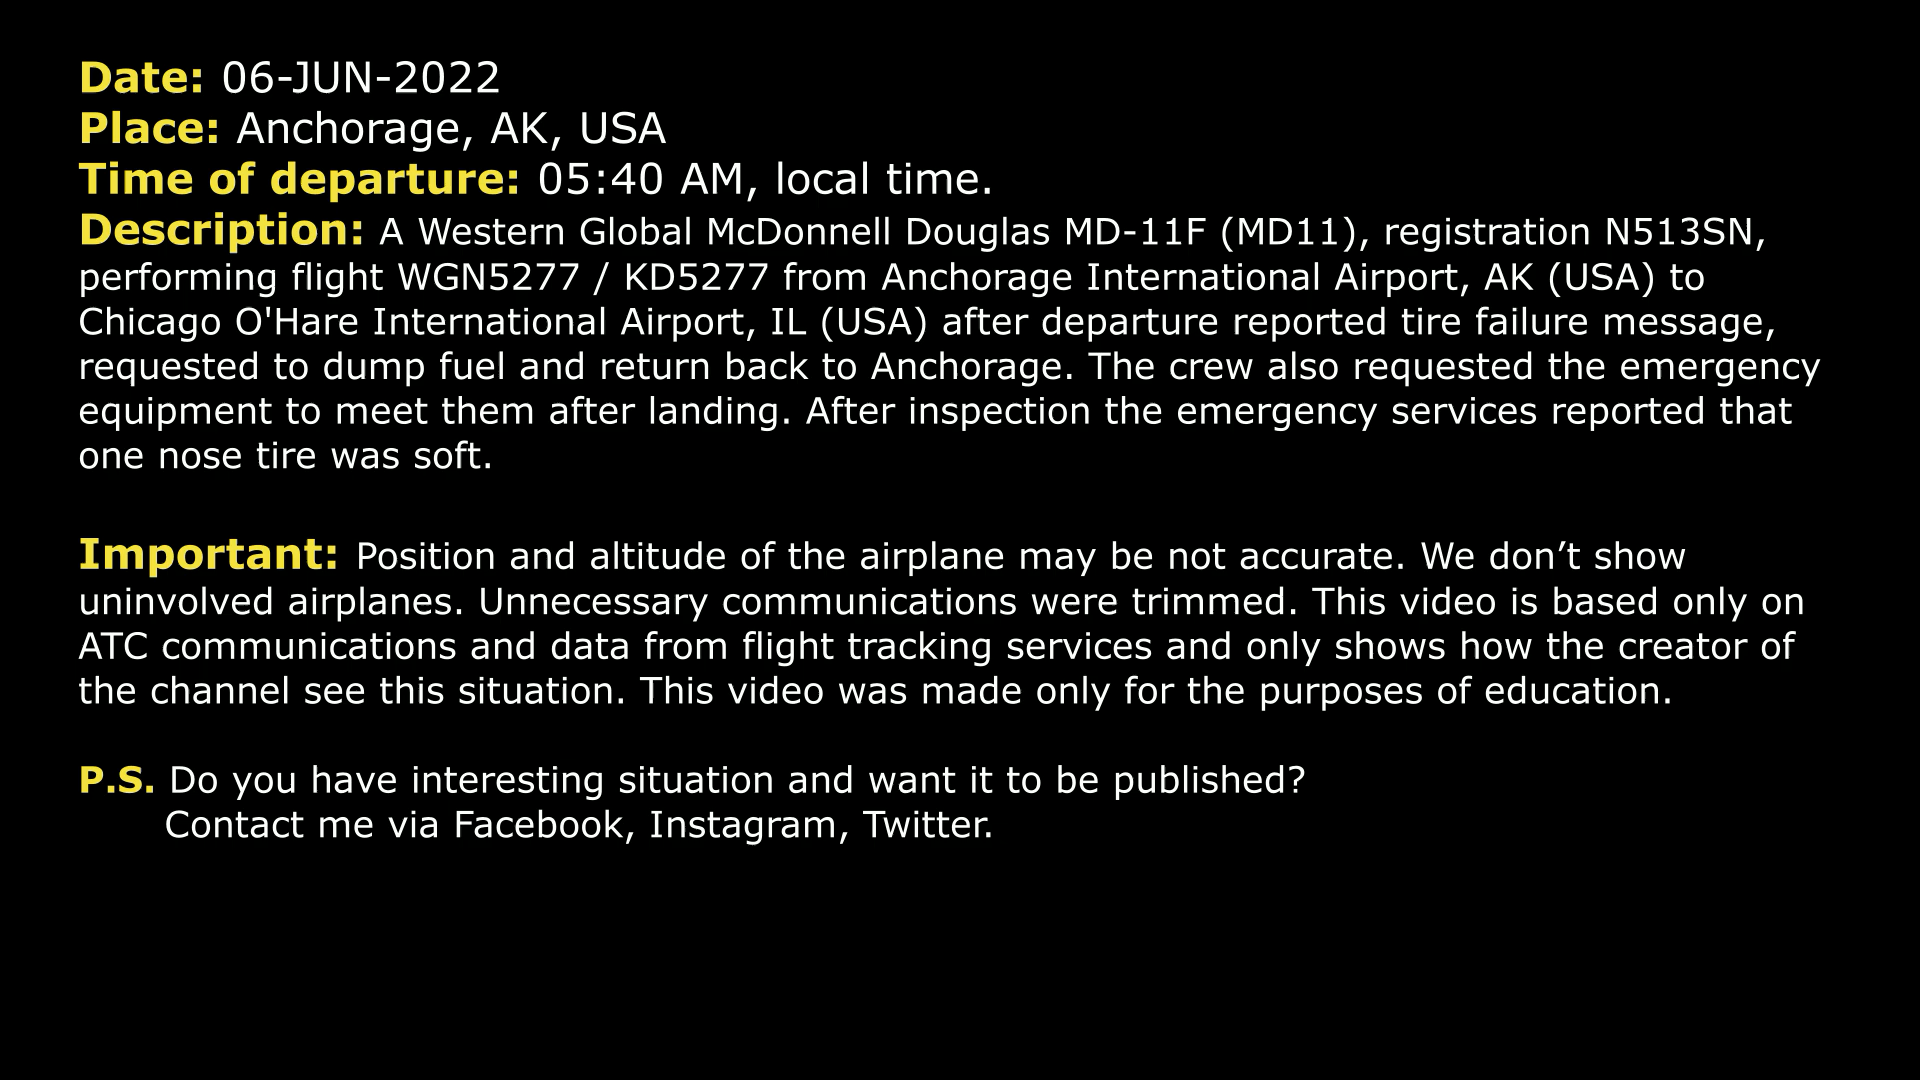 Date: 06-JUN-2022
Place: Anchorage, AK, USA
Time of departure: 05:40 AM, local time.
Description: A Western Global McDonnell Douglas MD-11F (MD11), registration N513SN,
performing flight WGN5277 / KD5277 from Anchorage International Airport, AK (USA) to
Chicago O'Hare International Airport, IL (USA) after departure reported tire failure message,
requested to dump fuel and return back to Anchorage. The crew also requested the emergency
equipment to meet them after landing. After inspection the emergency services reported that
one nose tire was soft.
Important: Position and altitude of the airplane may be not accurate. We don’t show
uninvolved airplanes. Unnecessary communications were trimmed. This video is based only on
ATC communications and data from flight tracking services and only shows how the creator of
the channel see this situation. This video was made only for the purposes of education.
P.S. Do you have interesting situation and want it to be published?
Contact me via Facebook, Instagram, Twitter.